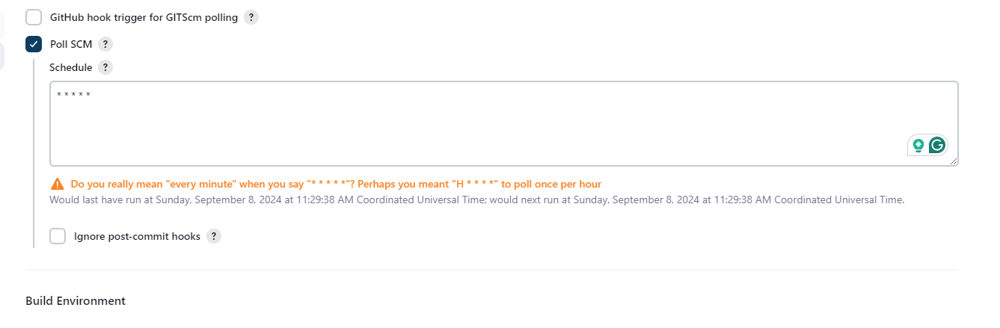 GitHub hook trigger for GITScm polling ?
Poll SCM ?
Schedule ?
* * * * *
Do you really mean "every minute" when you say "* * * * *"? Perhaps you meant "H * * * *" to poll once per hour
Would last have run at Sunday, September 8, 2024 at 11:29:38 AM Coordinated Universal Time; would next run at Sunday, September 8, 2024 at 11:29:38 AM Coordinated Universal Time.
Ignore post-commit hooks ?
Build Environment